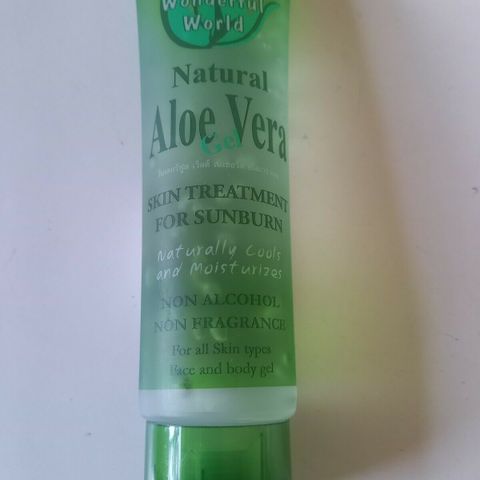 Wonderful
World
Natural
Aloe Vera
Gel
SKIN TREATMENT
FOR SUNBURN
Naturally Cools
and Moisturizes
NON ALCOHOL
NON FRAGRANCE
For all Skin types
Face and body gel